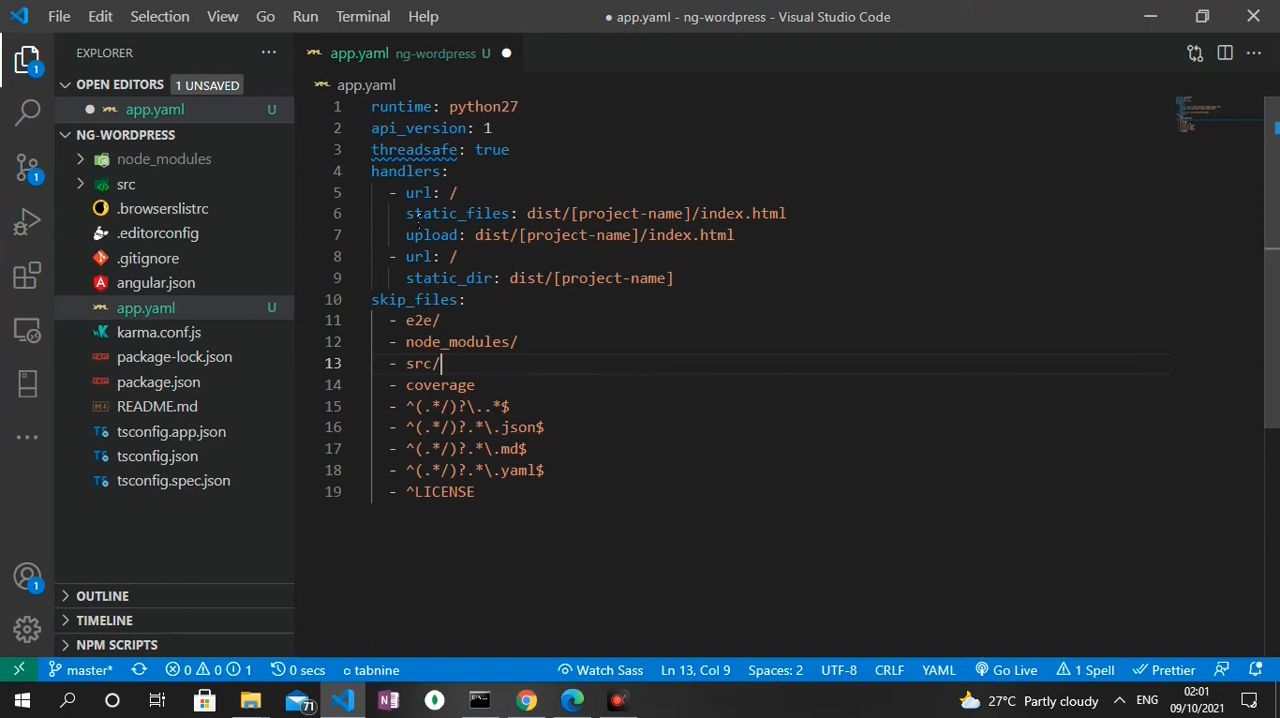 File Edit Selection View Go Run Terminal Help
● app.yaml - ng-wordpress - Visual Studio Code
EXPLORER
OPEN EDITORS 1 UNSAVED
app.yaml U
NG-WORDPRESS
node_modules
src
.browserslistrc
.editorconfig
.gitignore
angular.json
app.yaml U
karma.conf.js
package-lock.json
package.json
README.md
tsconfig.app.json
tsconfig.json
tsconfig.spec.json
OUTLINE
TIMELINE
NPM SCRIPTS
1
1
1
app.yaml ng-wordpress U
app.yaml
1 runtime: python27
2 api_version: 1
3 threadsafe: true
4 handlers:
5 - url: /
6 static_files: dist/[project-name]/index.html
7 upload: dist/[project-name]/index.html
8 - url: /
9 static_dir: dist/[project-name]
10 skip_files:
11 - e2e/
12 - node_modules/
13 - src/
14 - coverage
15 - ^(.*/)?\..*$
16 - ^(.*/)?.*\.json$
17 - ^(.*/)?.*\.md$
18 - ^(.*/)?.*\.yaml$
19 - ^LICENSE
master* 0 0 1 0 secs tabnine Watch Sass Ln 13, Col 9 Spaces: 2 UTF-8 CRLF YAML Go Live 1 Spell Prettier
71 27°C Partly cloudy ENG 02:01
09/10/2021